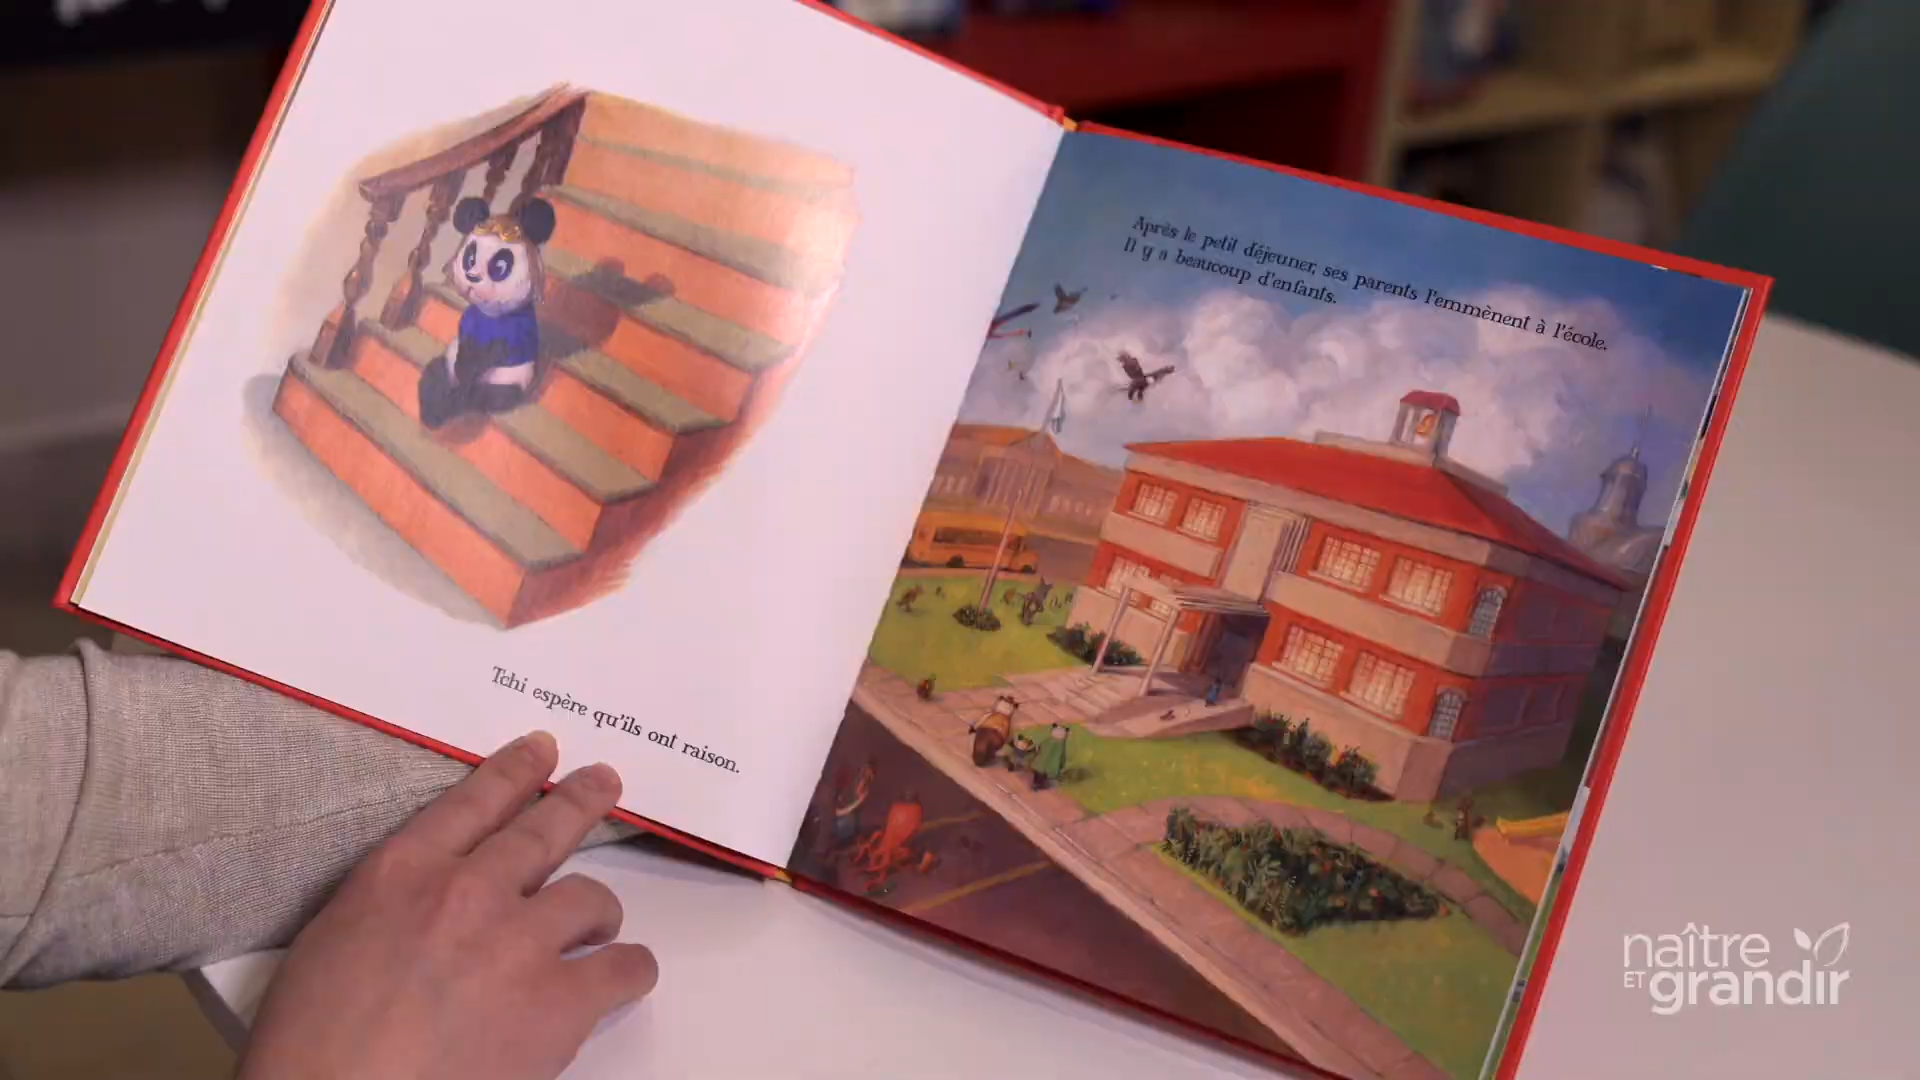 Tchi espère qu'ils ont raison.
Après le petit déjeuner, ses parents l'emmènent à l'école.
Il y a beaucoup d'enfants.
naître
ET grandir